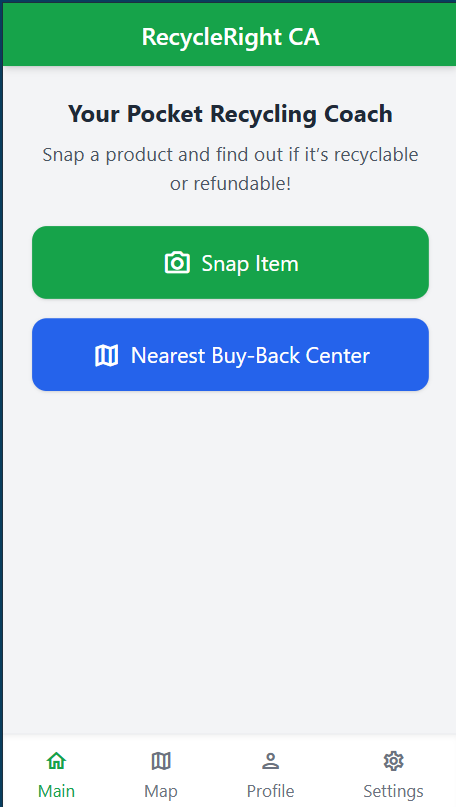 RecycleRight CA
Your Pocket Recycling Coach
Snap a product and find out if it’s recyclable
or refundable!
Snap Item
Nearest Buy-Back Center
Main
Map
Profile
Settings